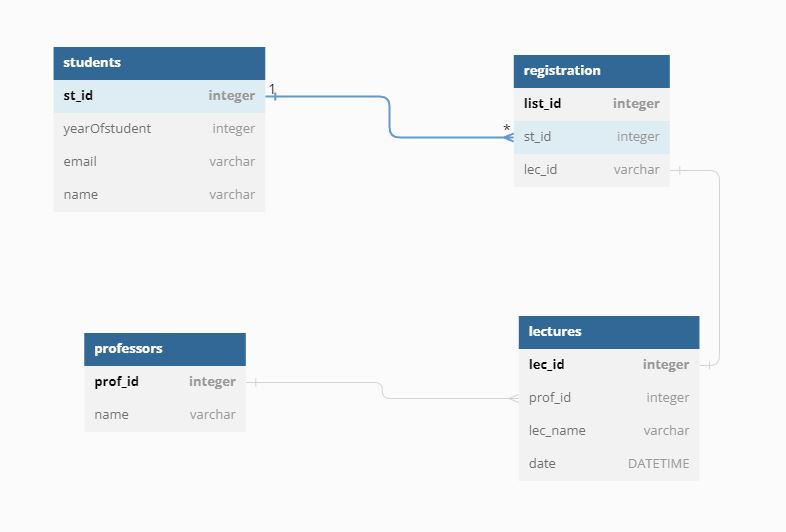 students
st_id integer
yearOfstudent integer
email varchar
name varchar
1
*
registration
list_id integer
st_id integer
lec_id varchar
professors
prof_id integer
name varchar
lectures
lec_id integer
prof_id integer
lec_name varchar
date DATETIME